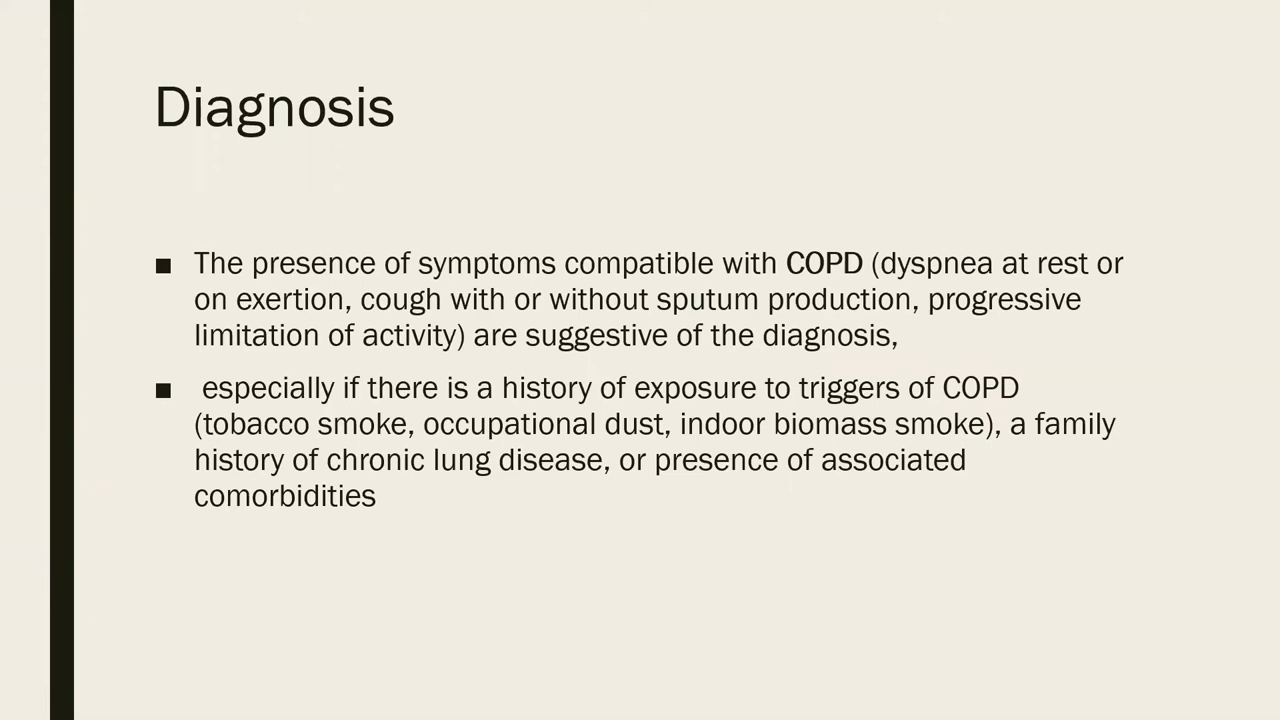 Diagnosis
■ The presence of symptoms compatible with COPD (dyspnea at rest or
on exertion, cough with or without sputum production, progressive
limitation of activity) are suggestive of the diagnosis,
■ especially if there is a history of exposure to triggers of COPD
(tobacco smoke, occupational dust, indoor biomass smoke), a family
history of chronic lung disease, or presence of associated
comorbidities